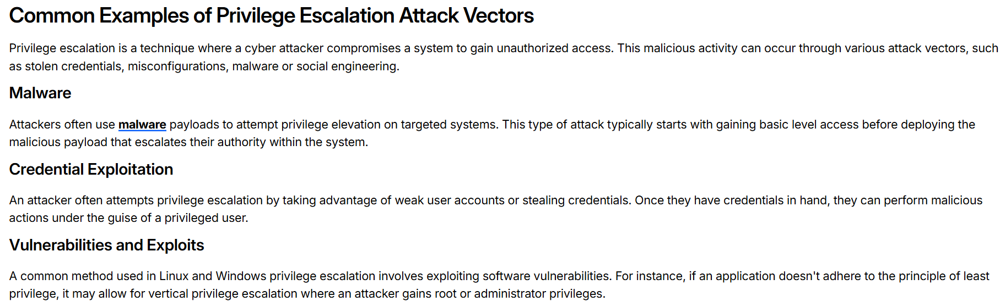 Common Examples of Privilege Escalation Attack Vectors
Privilege escalation is a technique where a cyber attacker compromises a system to gain unauthorized access. This malicious activity can occur through various attack vectors, such
as stolen credentials, misconfigurations, malware or social engineering.
Malware
Attackers often use malware payloads to attempt privilege elevation on targeted systems. This type of attack typically starts with gaining basic level access before deploying the
malicious payload that escalates their authority within the system.
Credential Exploitation
An attacker often attempts privilege escalation by taking advantage of weak user accounts or stealing credentials. Once they have credentials in hand, they can perform malicious
actions under the guise of a privileged user.
Vulnerabilities and Exploits
A common method used in Linux and Windows privilege escalation involves exploiting software vulnerabilities. For instance, if an application doesn't adhere to the principle of least
privilege, it may allow for vertical privilege escalation where an attacker gains root or administrator privileges.